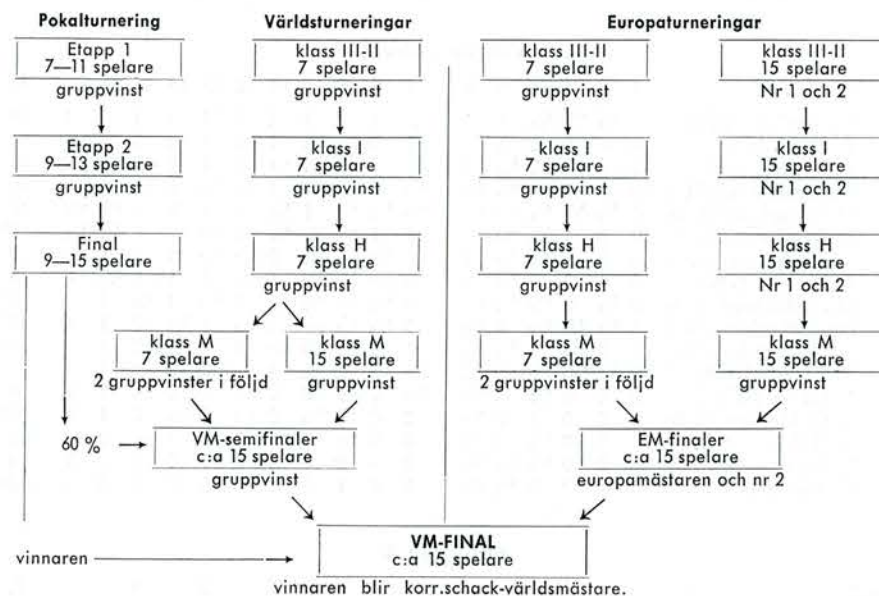 Pokalturnering
Etapp 1
7—11 spelare
gruppvinst
Etapp 2
9—13 spelare
gruppvinst
Final
9—15 spelare
60 %
vinnaren
Världsturneringar
klass III-II
7 spelare
gruppvinst
klass I
7 spelare
gruppvinst
klass H
7 spelare
gruppvinst
klass M
7 spelare
2 gruppvinster i följd
klass M
15 spelare
gruppvinst
VM-semifinaler
c:a 15 spelare
gruppvinst
Europaturneringar
klass III-II
7 spelare
gruppvinst
klass I
7 spelare
gruppvinst
klass H
7 spelare
gruppvinst
klass M
7 spelare
2 gruppvinster i följd
klass III-II
15 spelare
Nr 1 och 2
klass I
15 spelare
Nr 1 och 2
klass H
15 spelare
Nr 1 och 2
klass M
15 spelare
gruppvinst
EM-finaler
c:a 15 spelare
europamästaren och nr 2
VM-FINAL
c:a 15 spelare
vinnaren blir korr.schack-världsmästare.